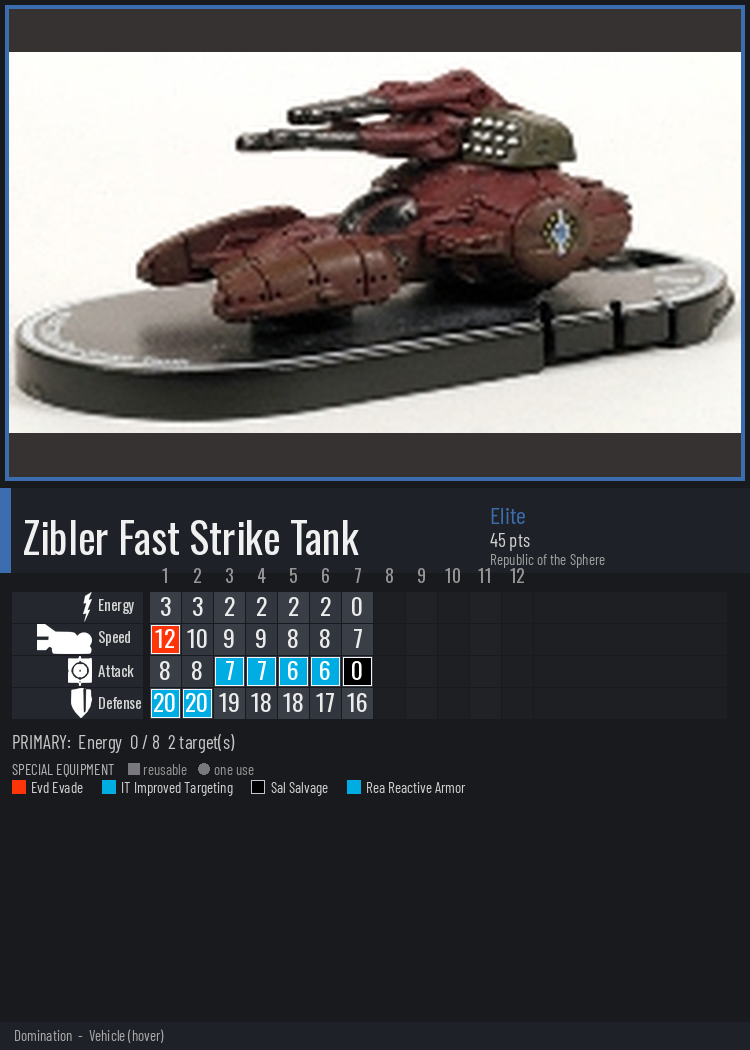 Zibler Fast Strike Tank
Elite
45 pts
Republic of the Sphere
1 2 3 4 5 6 7 8 9 10 11 12
Energy 3 3 2 2 2 2 0
Speed 12 10 9 9 8 8 7
Attack 8 8 7 7 6 6 0
Defense 20 20 19 18 18 17 16
PRIMARY: Energy 0 / 8 2 target(s)
SPECIAL EQUIPMENT reusable one use
Evd Evade IT Improved Targeting Sal Salvage Rea Reactive Armor
Domination - Vehicle (hover)